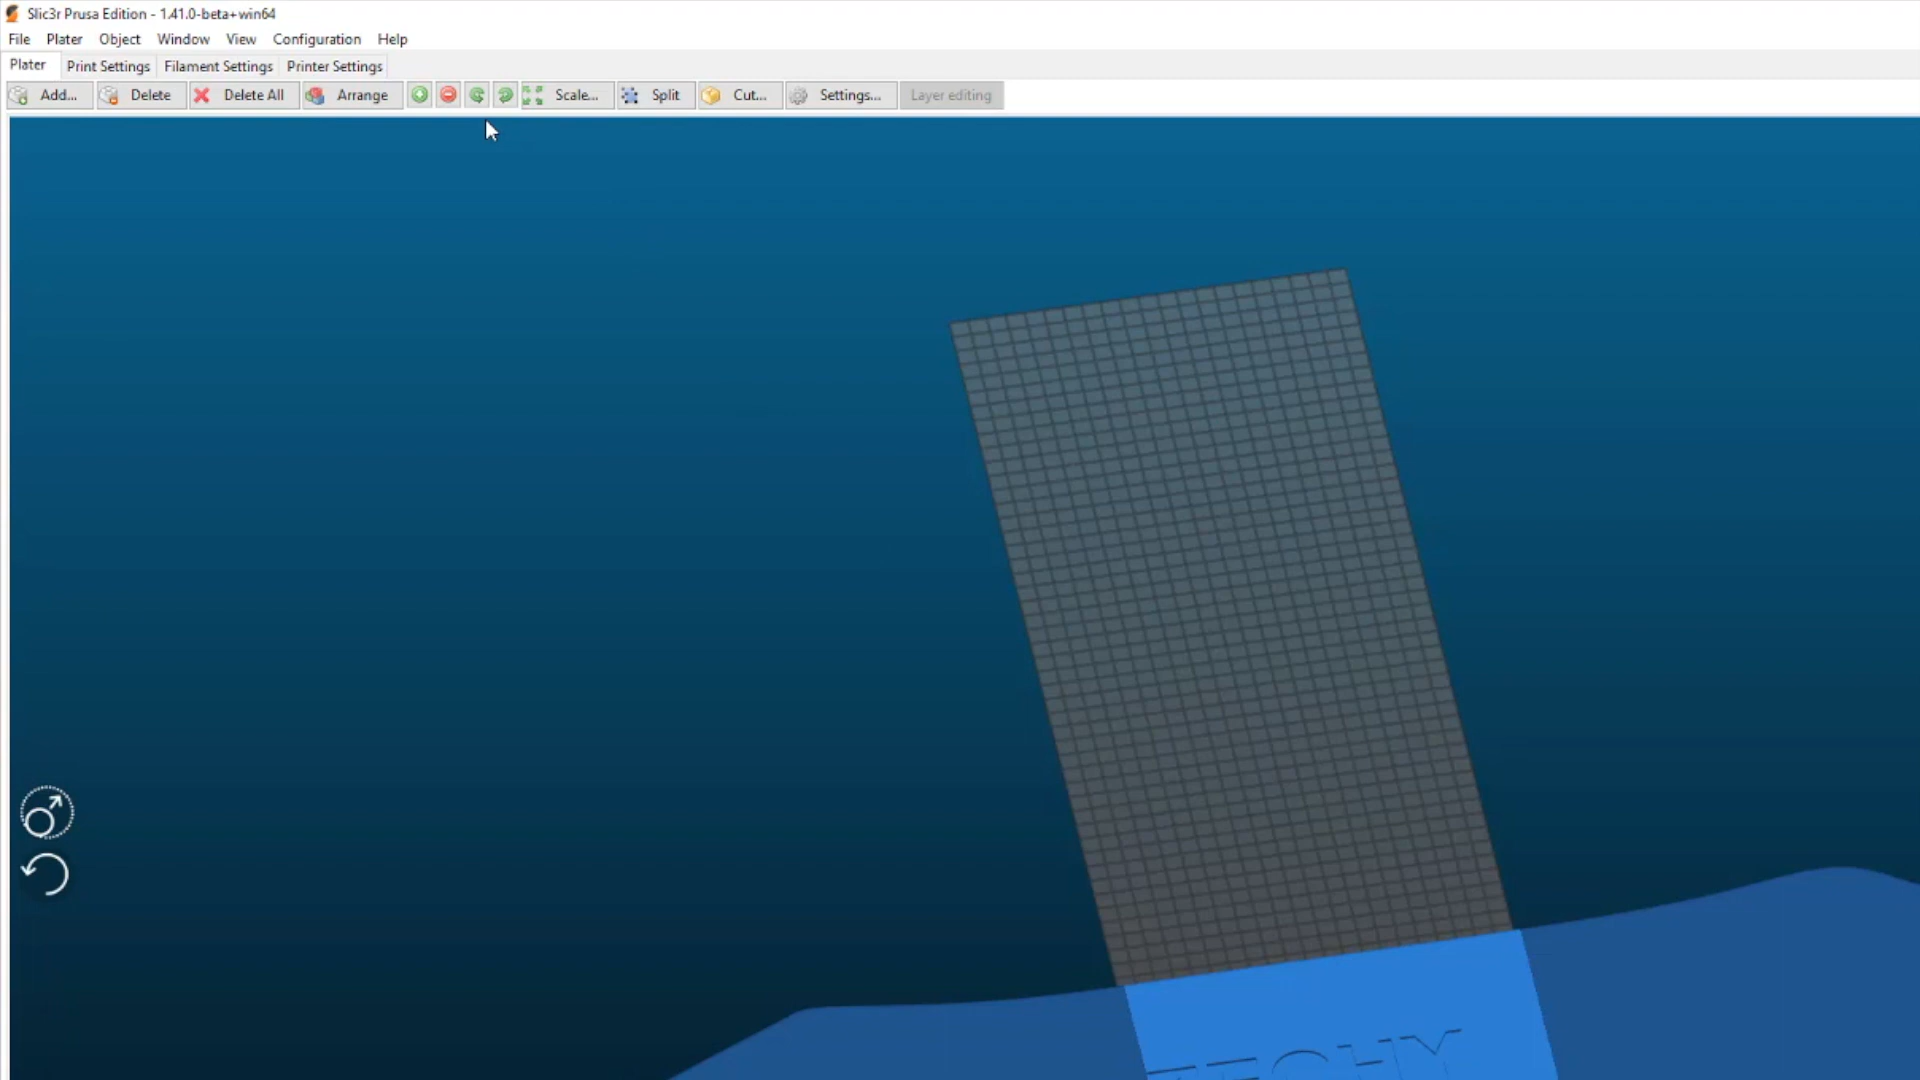 Slic3r Prusa Edition - 1.41.0-beta+win64
File Plater Object Window View Configuration Help
Plater Print Settings Filament Settings Printer Settings
Add... Delete Delete All Arrange Scale... Split Cut... Settings... Layer editing
TECHY